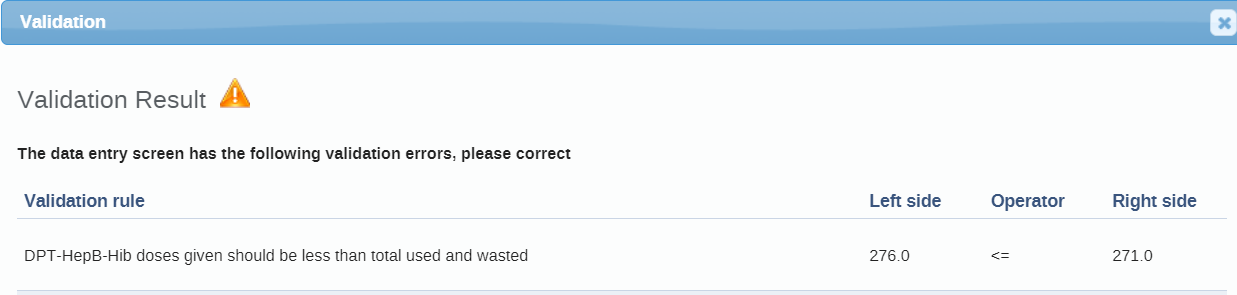 Validation
Validation Result
The data entry screen has the following validation errors, please correct
Validation rule Left side Operator Right side
DPT-HepB-Hib doses given should be less than total used and wasted 276.0 <= 271.0